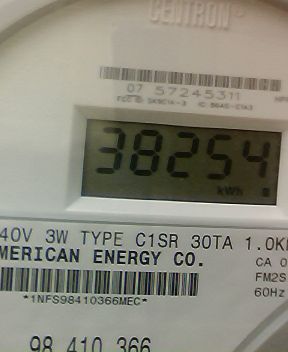 CENTRON
07 57245311
38254
kWh
40V 3W TYPE C1SR 30TA 1.0K
MERICAN ENERGY CO.
CA 0
FM2S
60Hz
*1NFS98410366MEC*
98 410 366